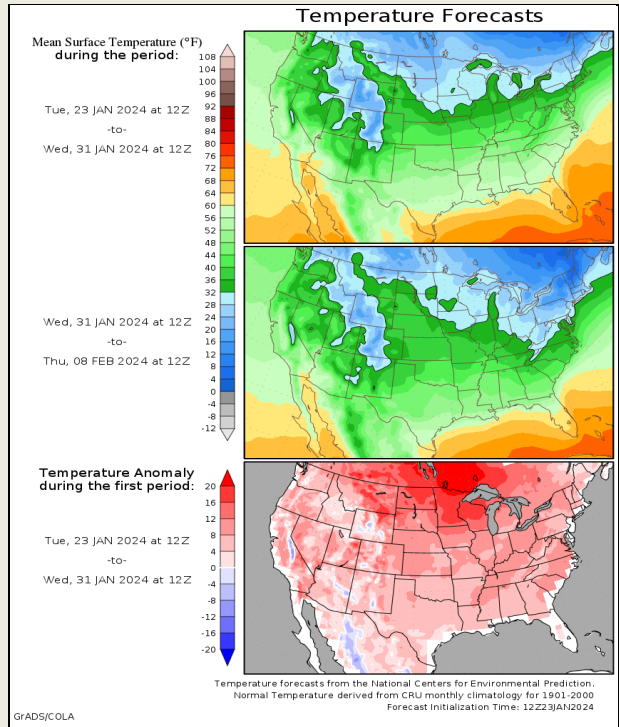 Temperature Forecasts
Mean Surface Temperature (°F)
during the period:
Tue, 23 JAN 2024 at 12Z
-to-
Wed, 31 JAN 2024 at 12Z
108
104
100
96
92
88
84
80
76
72
68
64
60
56
52
48
44
40
36
32
28
24
20
16
12
8
4
0
-4
-8
-12
Wed, 31 JAN 2024 at 12Z
-to-
Thu, 08 FEB 2024 at 12Z
Temperature Anomaly
during the first period:
Tue, 23 JAN 2024 at 12Z
-to-
Wed, 31 JAN 2024 at 12Z
20
16
12
8
4
0
-4
-8
-12
-16
-20
Temperature forecasts from the National Centers for Environmental Prediction.
Normal Temperature derived from CRU monthly climatology for 1901-2000
Forecast Initialization Time: 12Z23JAN2024
GrADS/COLA